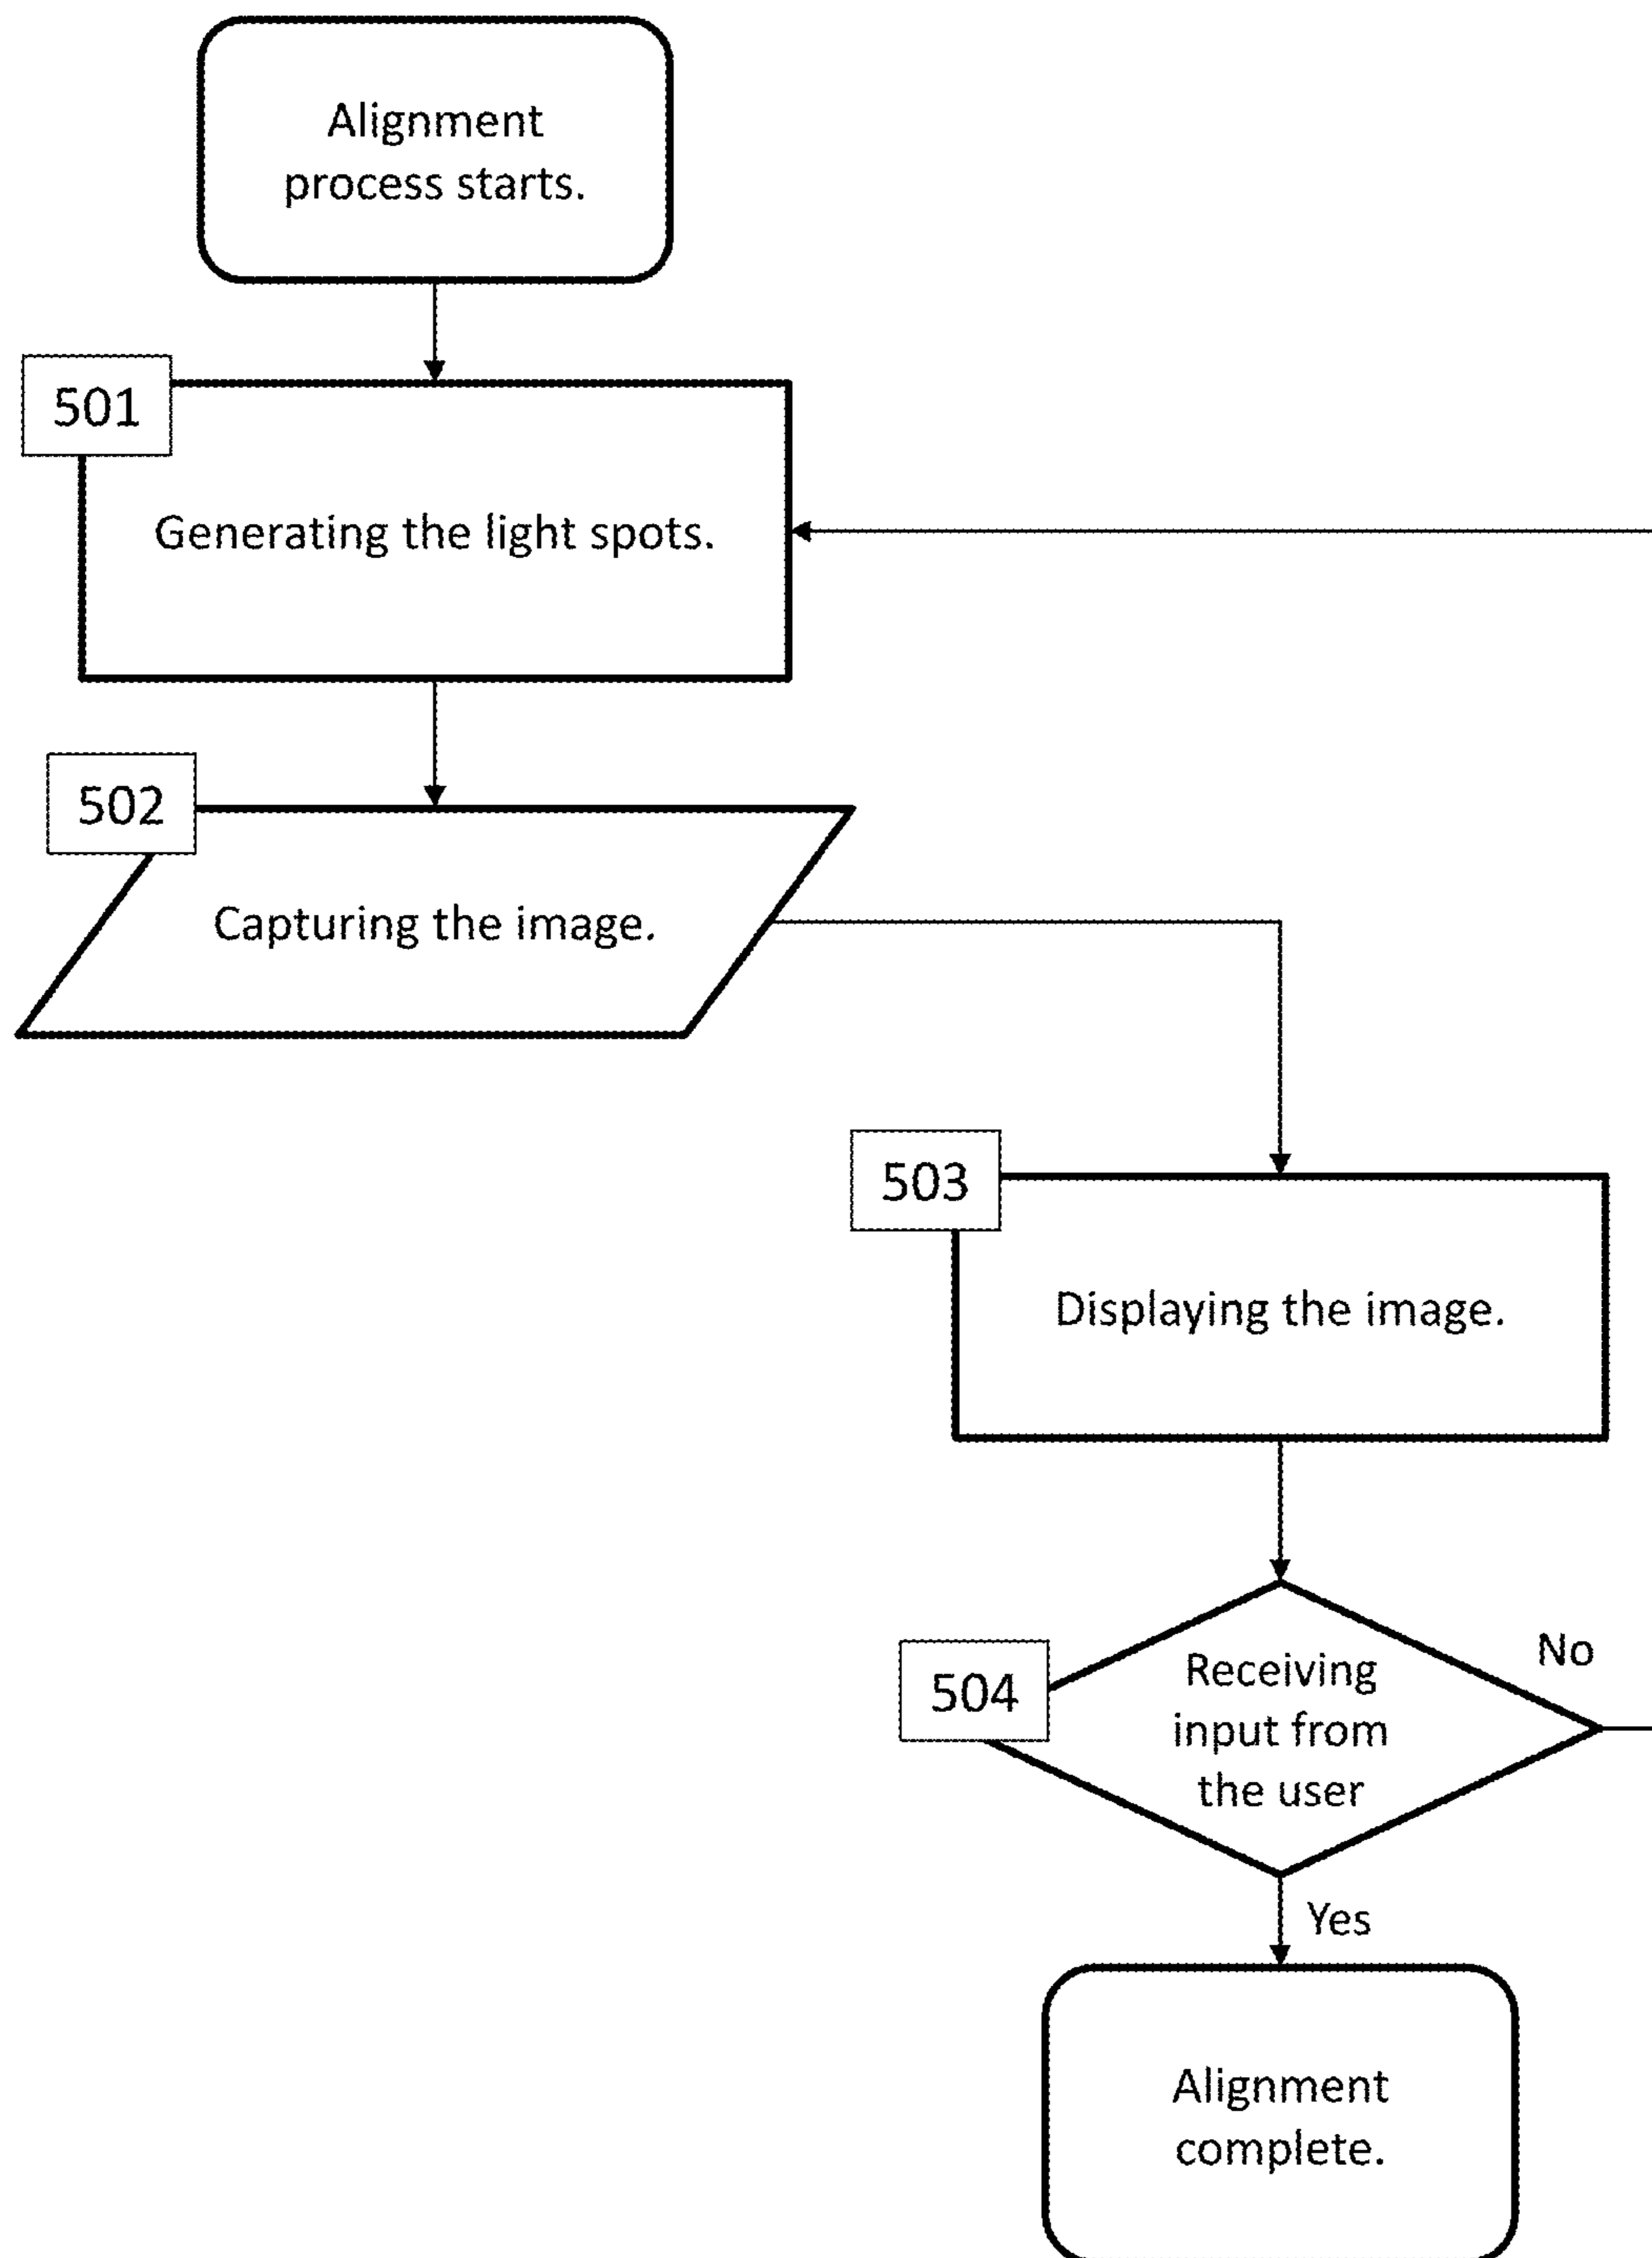 Alignment
process starts.
501
Generating the light spots.
502
Capturing the image.
503
Displaying the image.
504
Receiving
input from
the user
No
Yes
Alignment
complete.